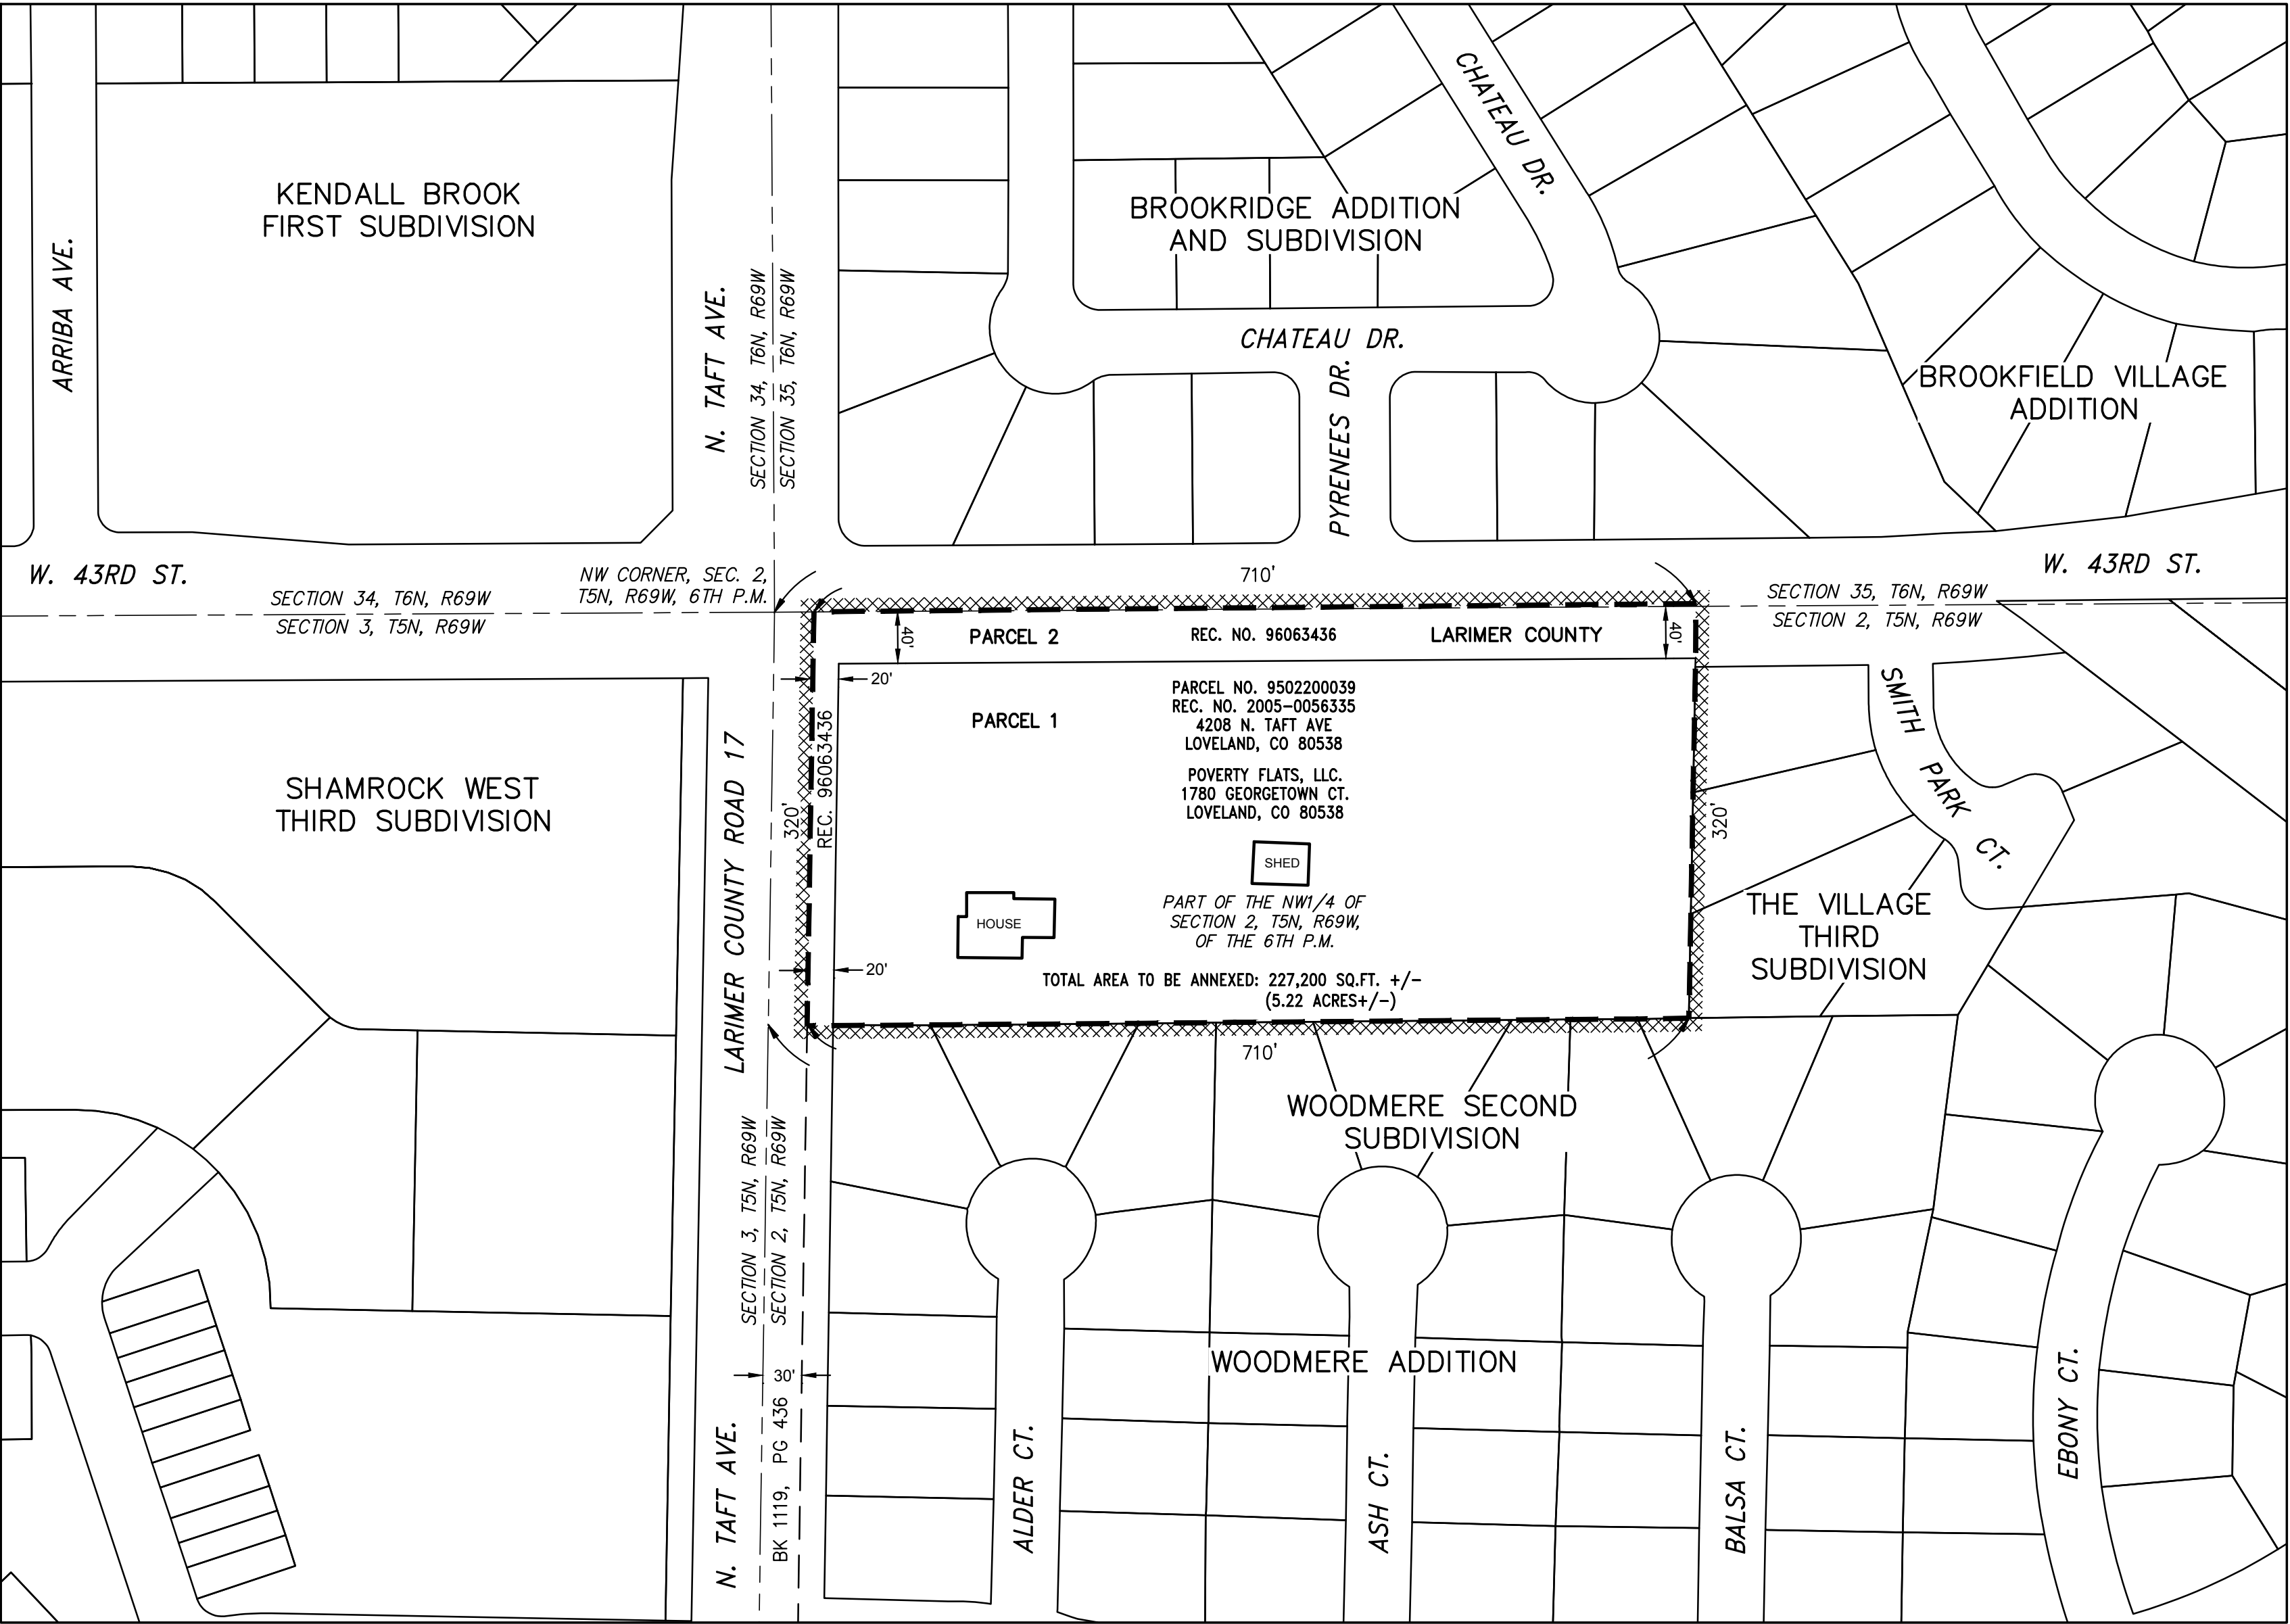 CHATEAU DR.
KENDALL BROOK
FIRST SUBDIVISION
BROOKRIDGE ADDITION
AND SUBDIVISION
ARRIBA AVE.
N. TAFT AVE.
SECTION 34, T6N, R69W
SECTION 35, T6N, R69W
CHATEAU DR.
PYRENEES DR.
BROOKFIELD VILLAGE
ADDITION
W. 43RD ST.
NW CORNER, SEC. 2,
T5N, R69W, 6TH P.M.
710'
W. 43RD ST.
SECTION 34, T6N, R69W
SECTION 3, T5N, R69W
SECTION 35, T6N, R69W
SECTION 2, T5N, R69W
40'
PARCEL 2
REC. NO. 96063436
LARIMER COUNTY
40'
20'
PARCEL 1
PARCEL NO. 9502200039
REC. NO. 2005-0056335
4208 N. TAFT AVE
LOVELAND, CO 80538
POVERTY FLATS, LLC.
1780 GEORGETOWN CT.
LOVELAND, CO 80538
SMITH PARK CT.
SHAMROCK WEST
THIRD SUBDIVISION
LARIMER COUNTY ROAD 17
320'
REC. 96063436
320'
SHED
HOUSE
PART OF THE NW1/4 OF
SECTION 2, T5N, R69W,
OF THE 6TH P.M.
THE VILLAGE
THIRD
SUBDIVISION
20'
TOTAL AREA TO BE ANNEXED: 227,200 SQ.FT. +/-
(5.22 ACRES+/-)
710'
WOODMERE SECOND
SUBDIVISION
SECTION 3, T5N, R69W
SECTION 2, T5N, R69W
30'
WOODMERE ADDITION
N. TAFT AVE.
BK 1119, PG 436
ALDER CT.
ASH CT.
BALSA CT.
EBONY CT.